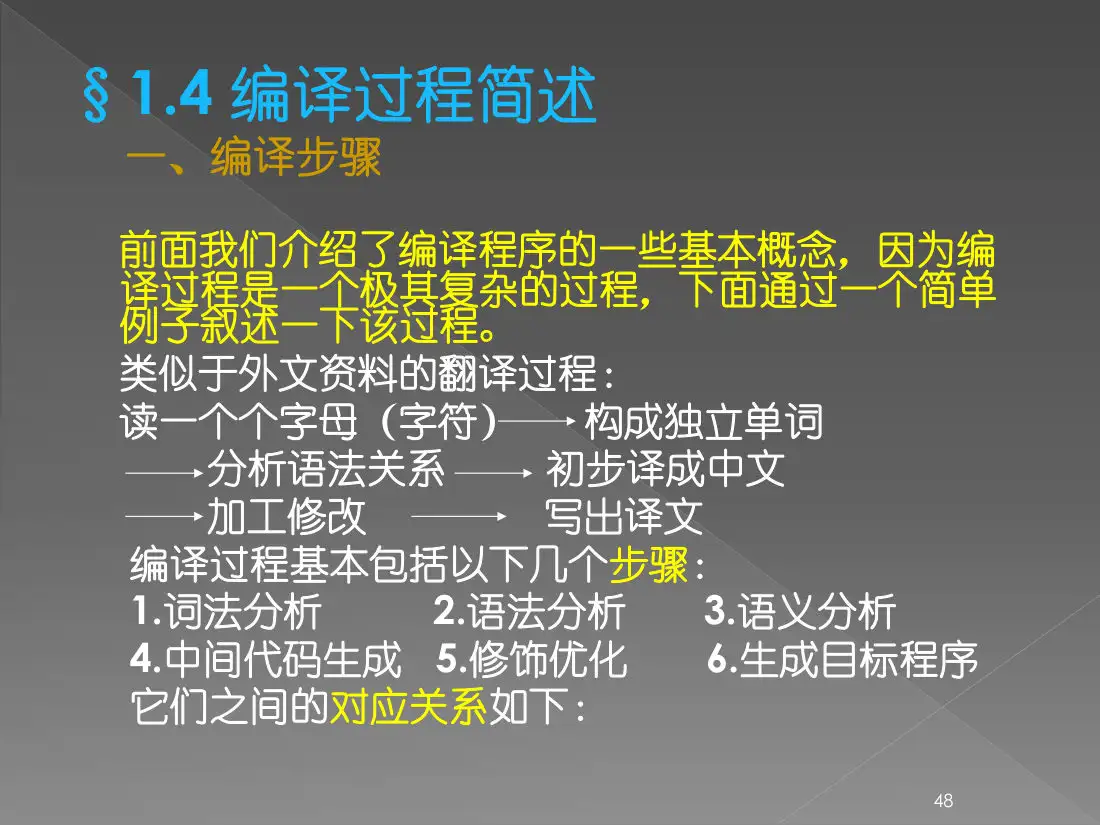 § 1.4 编译过程简述
一、编译步骤
前面我们介绍了编译程序的一些基本概念，因为编
译过程是一个极其复杂的过程，下面通过一个简单
例子叙述一下该过程。
类似于外文资料的翻译过程：
读一个个字母（字符） 构成独立单词
分析语法关系 初步译成中文
加工修改 写出译文
编译过程基本包括以下几个步骤：
1.词法分析 2.语法分析 3.语义分析
4.中间代码生成 5.修饰优化 6.生成目标程序
它们之间的对应关系如下：
48